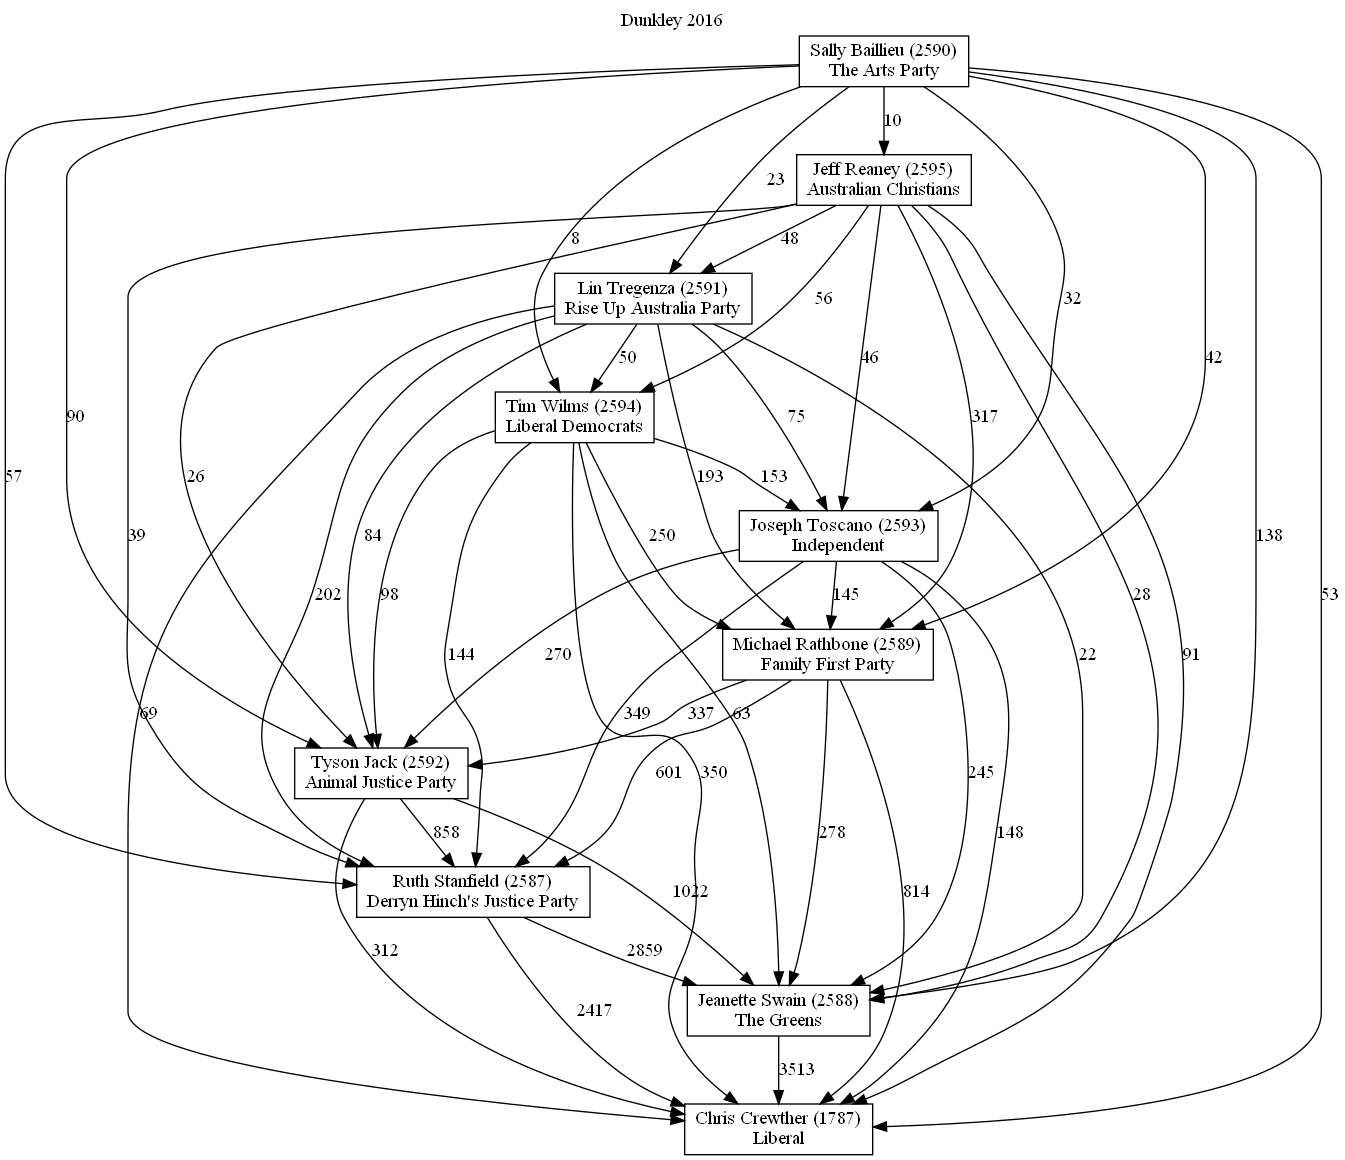 Dunkley 2016
Sally Baillieu (2590)
The Arts Party
10
Jeff Reaney (2595)
Australian Christians
23
8
48
Lin Tregenza (2591)
Rise Up Australia Party
56
32
50
46
42
Tim Wilms (2594)
Liberal Democrats
90
75
317
57
26
193
153
Joseph Toscano (2593)
Independent
39
84
250
138
202
98
145
28
53
Michael Rathbone (2589)
Family First Party
144
270
22
91
69
349
337
63
Tyson Jack (2592)
Animal Justice Party
601
350
245
858
278
148
Ruth Stanfield (2587)
Derryn Hinch's Justice Party
1022
814
312
2859
Jeanette Swain (2588)
The Greens
2417
3513
Chris Crewther (1787)
Liberal